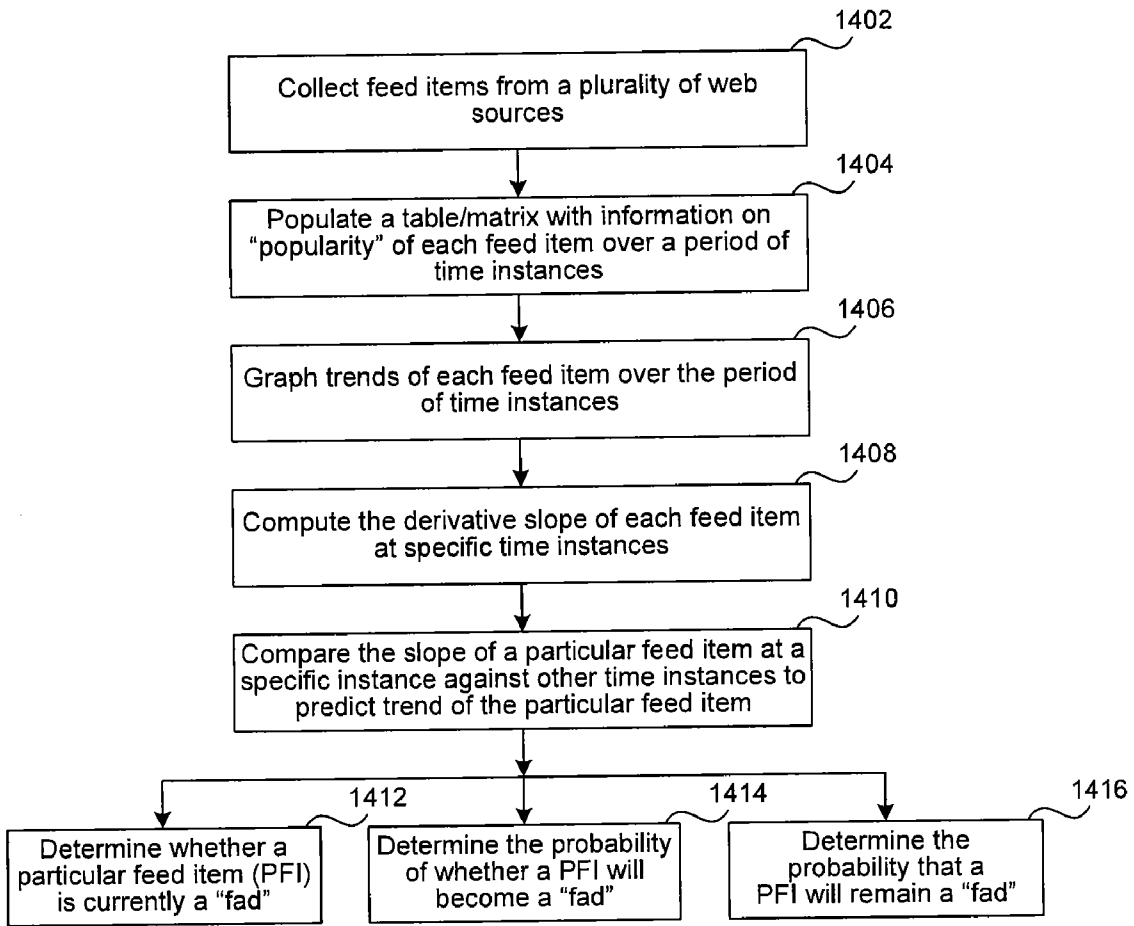 1402
Collect feed items from a plurality of web
sources
1404
Populate a table/matrix with information on
“popularity” of each feed item over a period of
time instances
1406
Graph trends of each feed item over the period
of time instances
1408
Compute the derivative slope of each feed item
at specific time instances
1410
Compare the slope of a particular feed item at a
specific instance against other time instances to
predict trend of the particular feed item
1412
Determine whether a
particular feed item (PFI)
is currently a “fad”
1414
Determine the probability
of whether a PFI will
become a “fad”
1416
Determine the
probability that a
PFI will remain a “fad”